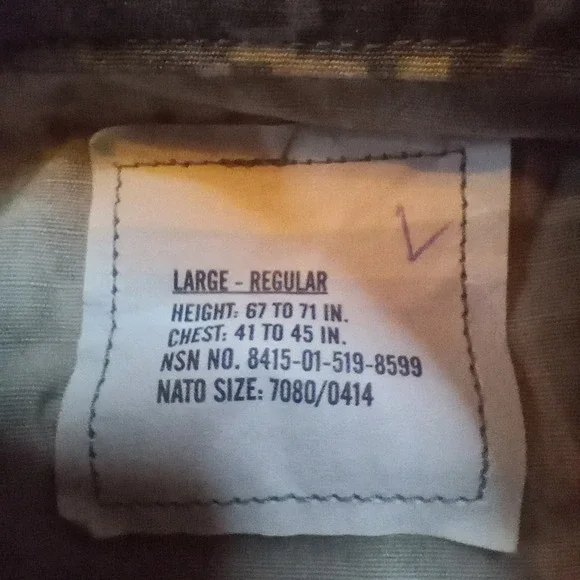 LARGE - REGULAR
HEIGHT: 67 TO 71 IN.
CHEST: 41 TO 45 IN.
NSN NO. 8415-01-519-8599
NATO SIZE: 7080/0414